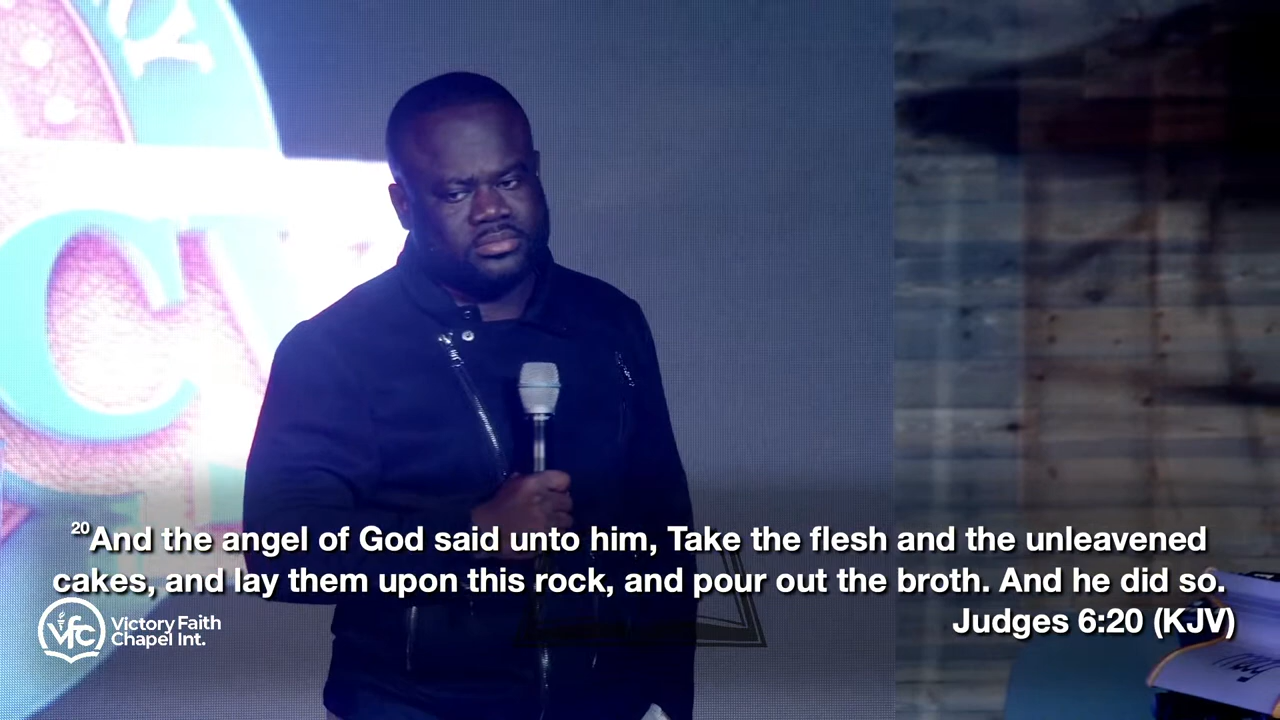 Y
C
20And the angel of God said unto him, Take the flesh and the unleavened
cakes, and lay them upon this rock, and pour out the broth. And he did so.
Judges 6:20 (KJV)
vfc
Victory Faith
Chapel Int.